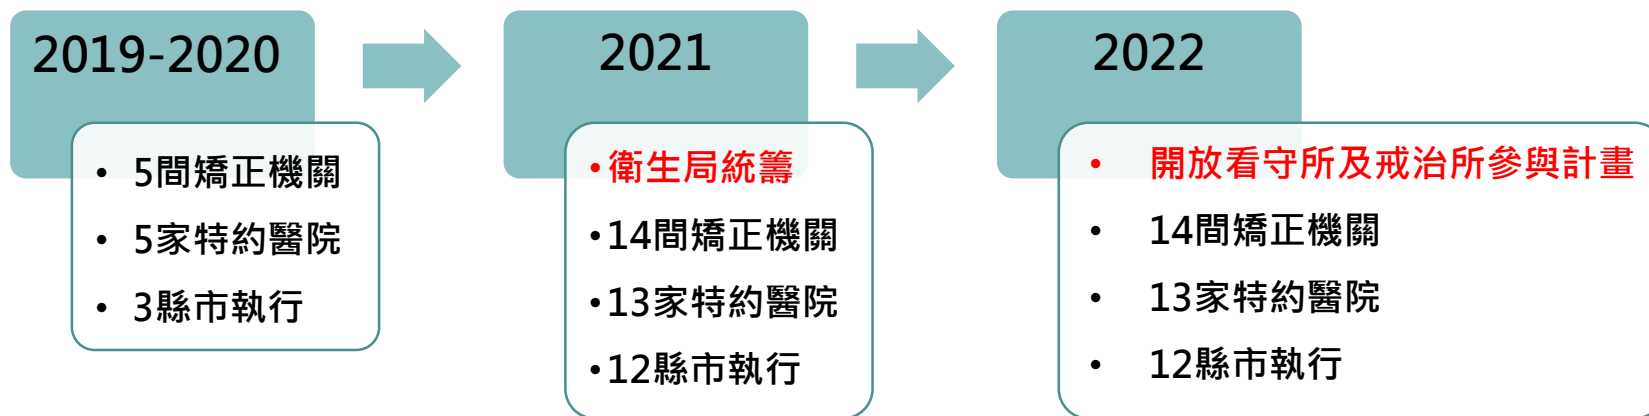 2019-2020
• 5間矯正機關
• 5家特約醫院
• 3縣市執行
2021
•衛生局統籌
•14間矯正機關
•13家特約醫院
•12縣市執行
2022
• 開放看守所及戒治所參與計畫
• 14間矯正機關
• 13家特約醫院
• 12縣市執行